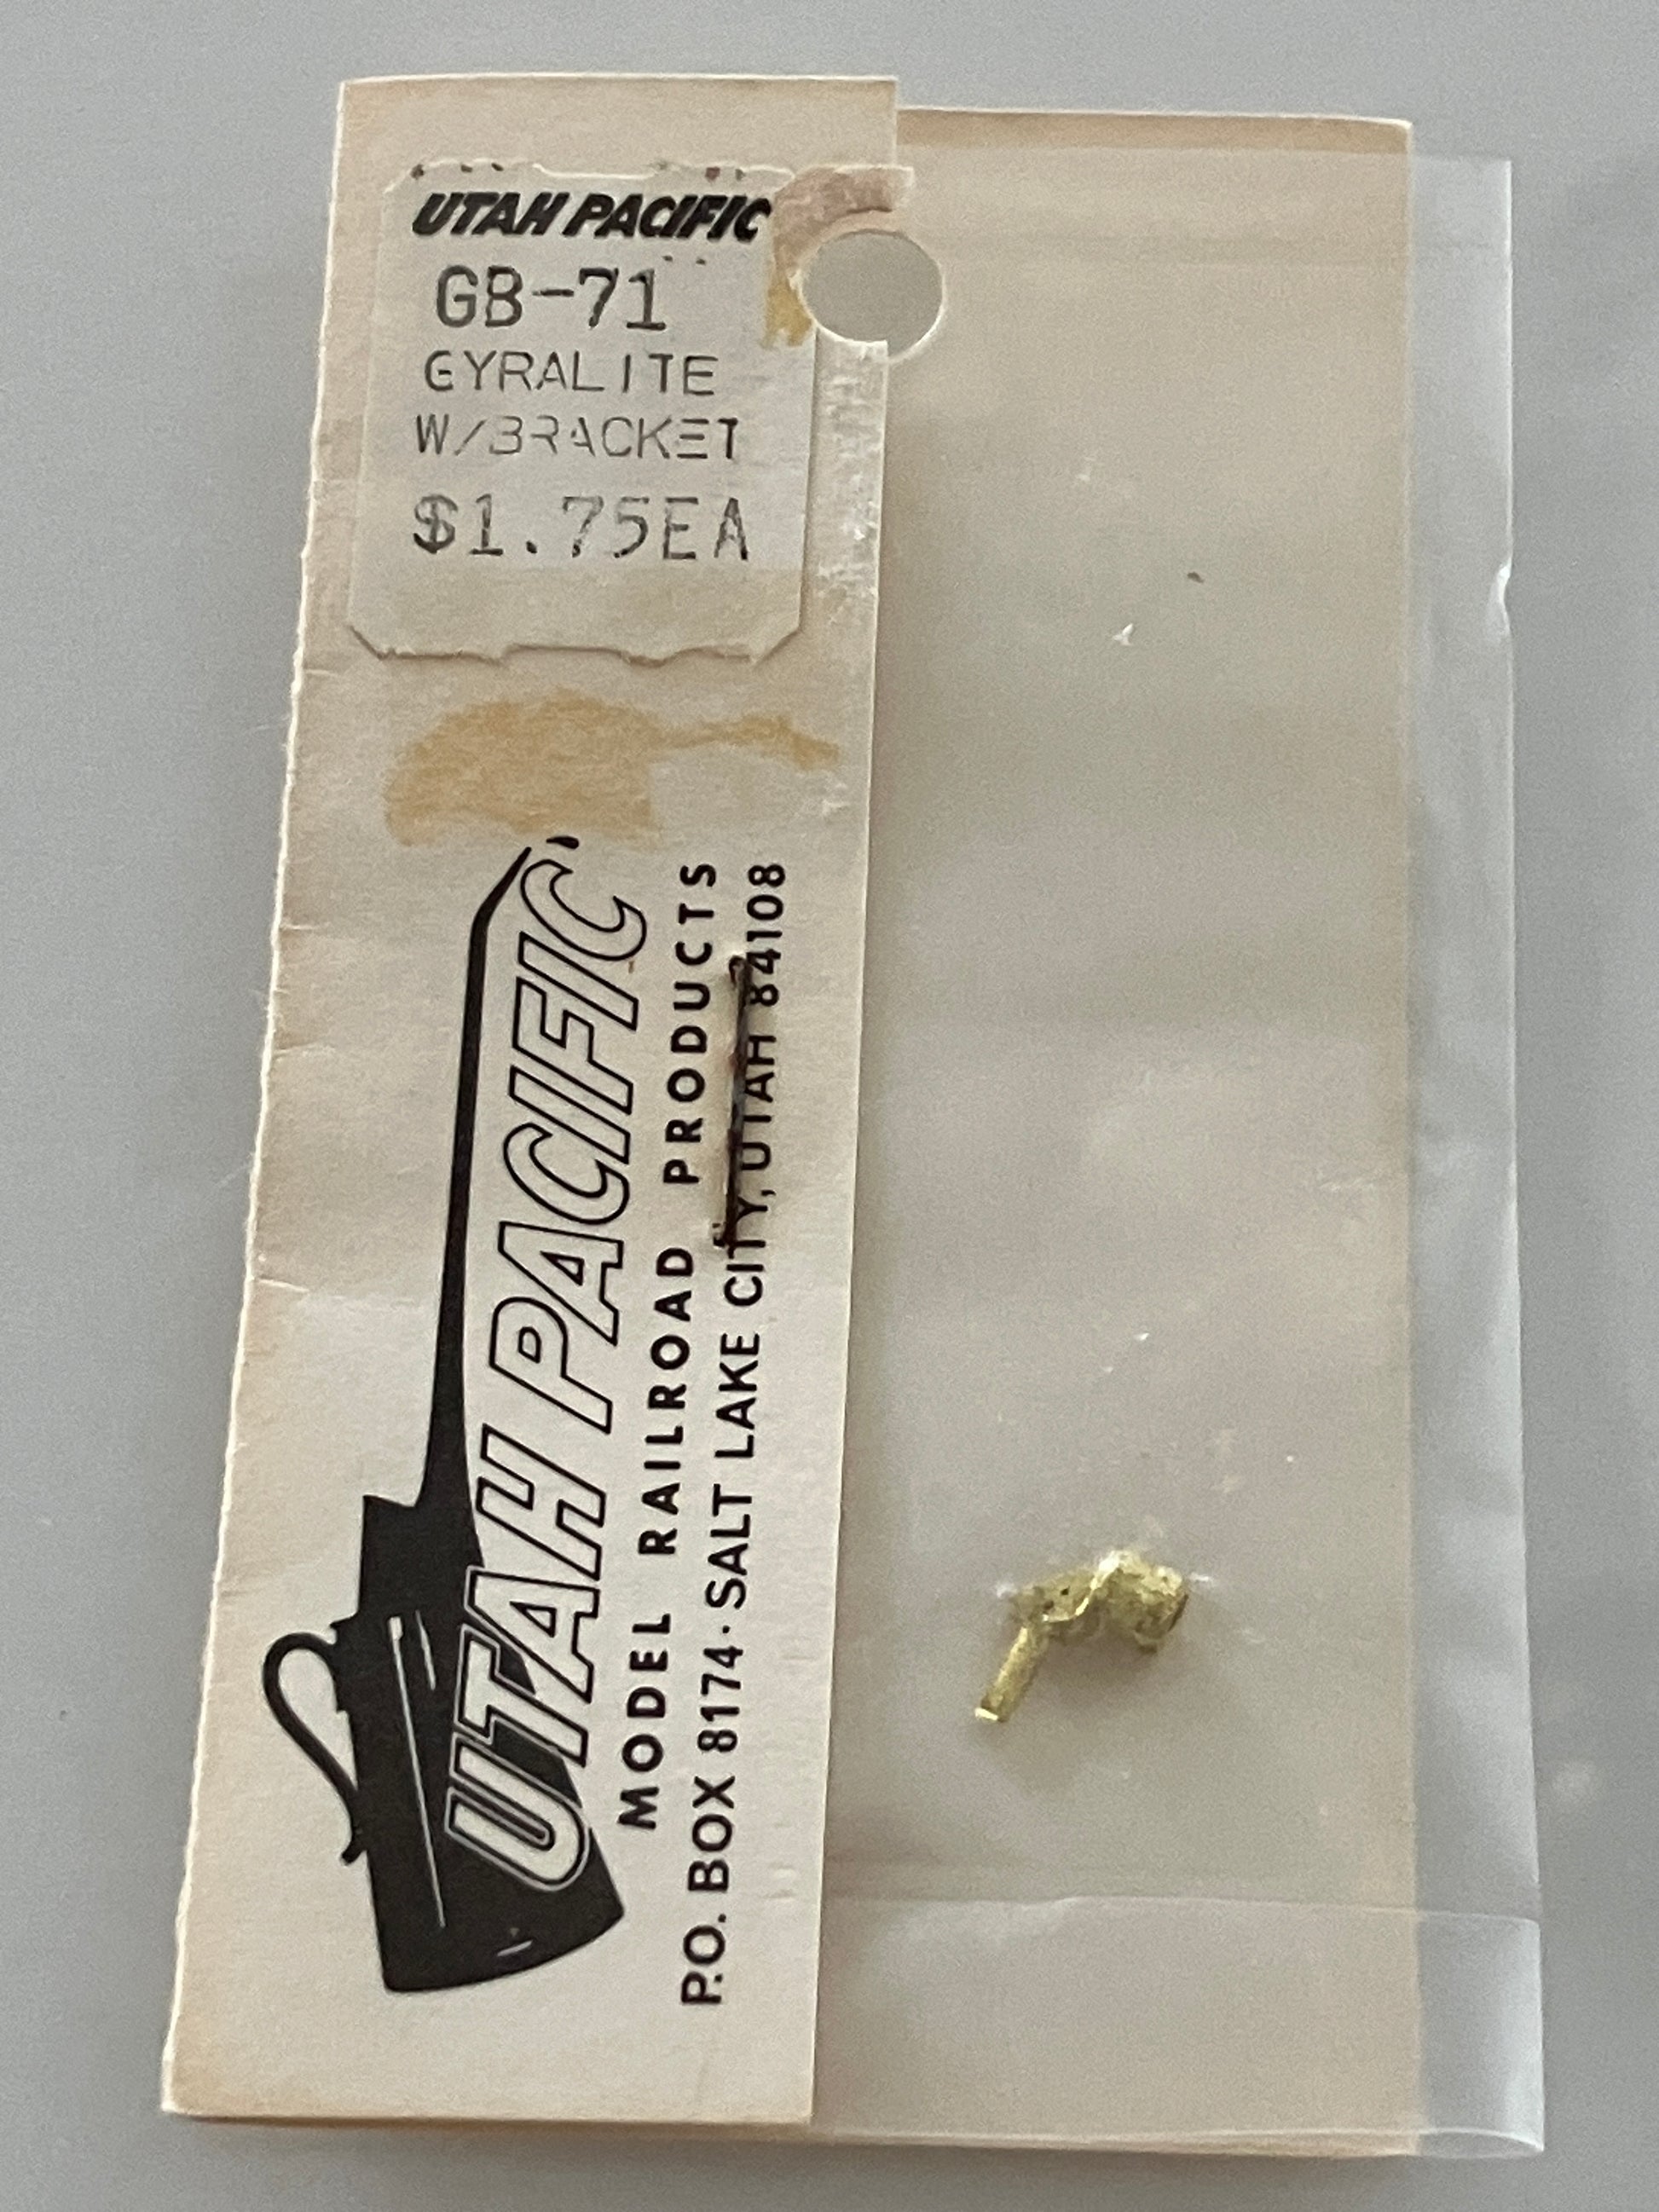 UTAH PACIFIC
GB-71
GYRALITE
W/BRACKET
$1.75EA
UTAH PACIFIC
MODEL RAILROAD PRODUCTS
P.O. BOX 8174 · SALT LAKE CITY, UTAH 84108